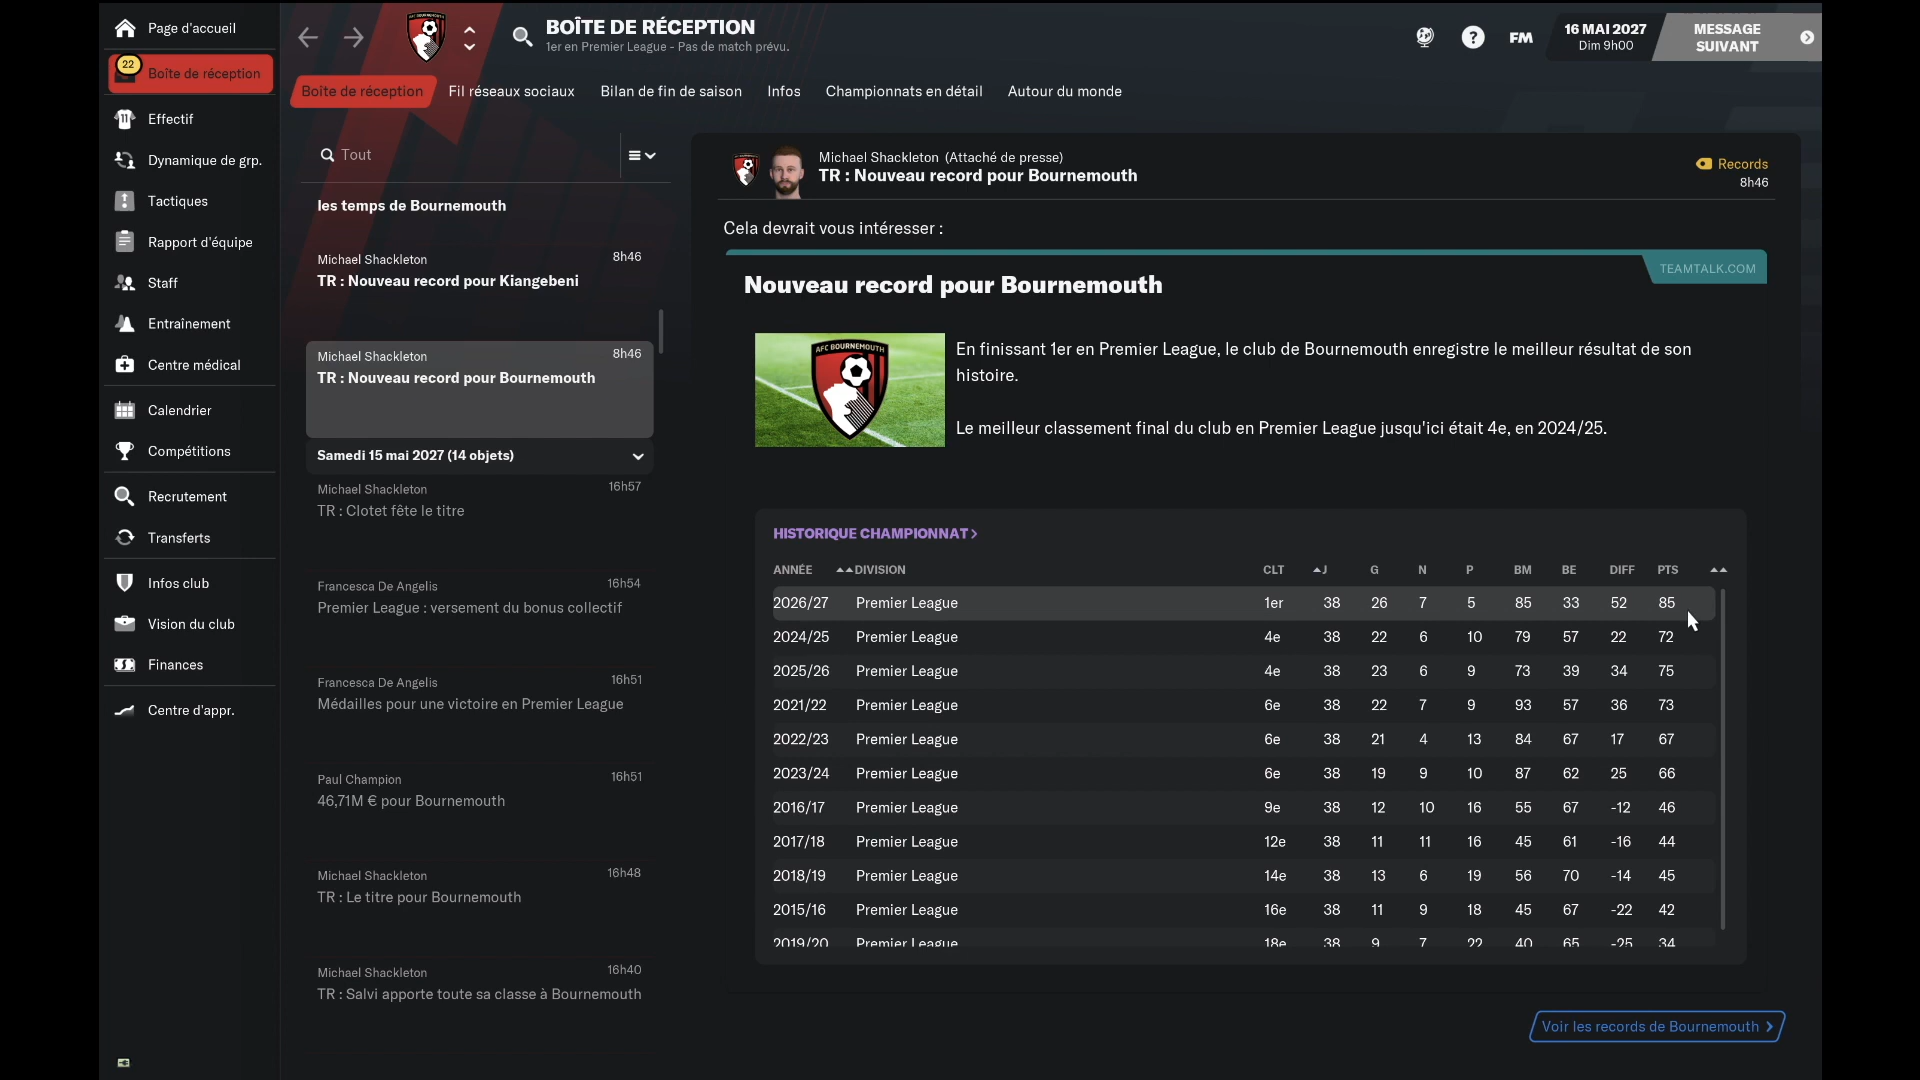 Page d'accueil
22
Boîte de réception
Effectif
Dynamique de grp.
Tactiques
Rapport d'équipe
Staff
Entraînement
Centre médical
Calendrier
Compétitions
Recrutement
Transferts
Infos club
Vision du club
Finances
Centre d'appr.
BOÎTE DE RÉCEPTION
1er en Premier League - Pas de match prévu.
FM
16 MAI 2027
Dim 9h00
MESSAGE
SUIVANT
Boîte de réception Fil réseaux sociaux Bilan de fin de saison Infos Championnats en détail Autour du monde
Tout
les temps de Bournemouth
Michael Shackleton 8h46
TR : Nouveau record pour Kiangebeni
Michael Shackleton 8h46
TR : Nouveau record pour Bournemouth
Samedi 15 mai 2027 (14 objets)
Michael Shackleton 16h57
TR : Clotet fête le titre
Francesca De Angelis 16h54
Premier League : versement du bonus collectif
Francesca De Angelis 16h51
Médailles pour une victoire en Premier League
Paul Champion 16h51
46,71M € pour Bournemouth
Michael Shackleton 16h48
TR : Le titre pour Bournemouth
Michael Shackleton 16h40
TR : Salvi apporte toute sa classe à Bournemouth
Michael Shackleton (Attaché de presse)
TR : Nouveau record pour Bournemouth
Records
8h46
Cela devrait vous intéresser :
TEAMTALK.COM
Nouveau record pour Bournemouth
AFC BOURNEMOUTH
En finissant 1er en Premier League, le club de Bournemouth enregistre le meilleur résultat de son
histoire.
Le meilleur classement final du club en Premier League jusqu'ici était 4e, en 2024/25.
HISTORIQUE CHAMPIONNAT
ANNÉE DIVISION CLT J G N P BM BE DIFF PTS
2026/27 Premier League 1er 38 26 7 5 85 33 52 85
2024/25 Premier League 4e 38 22 6 10 79 57 22 72
2025/26 Premier League 4e 38 23 6 9 73 39 34 75
2021/22 Premier League 6e 38 22 7 9 93 57 36 73
2022/23 Premier League 6e 38 21 4 13 84 67 17 67
2023/24 Premier League 6e 38 19 9 10 87 62 25 66
2016/17 Premier League 9e 38 12 10 16 55 67 -12 46
2017/18 Premier League 12e 38 11 11 16 45 61 -16 44
2018/19 Premier League 14e 38 13 6 19 56 70 -14 45
2015/16 Premier League 16e 38 11 9 18 45 67 -22 42
2019/20 Premier League 18e 38 9 7 22 40 65 -25 34
Voir les records de Bournemouth